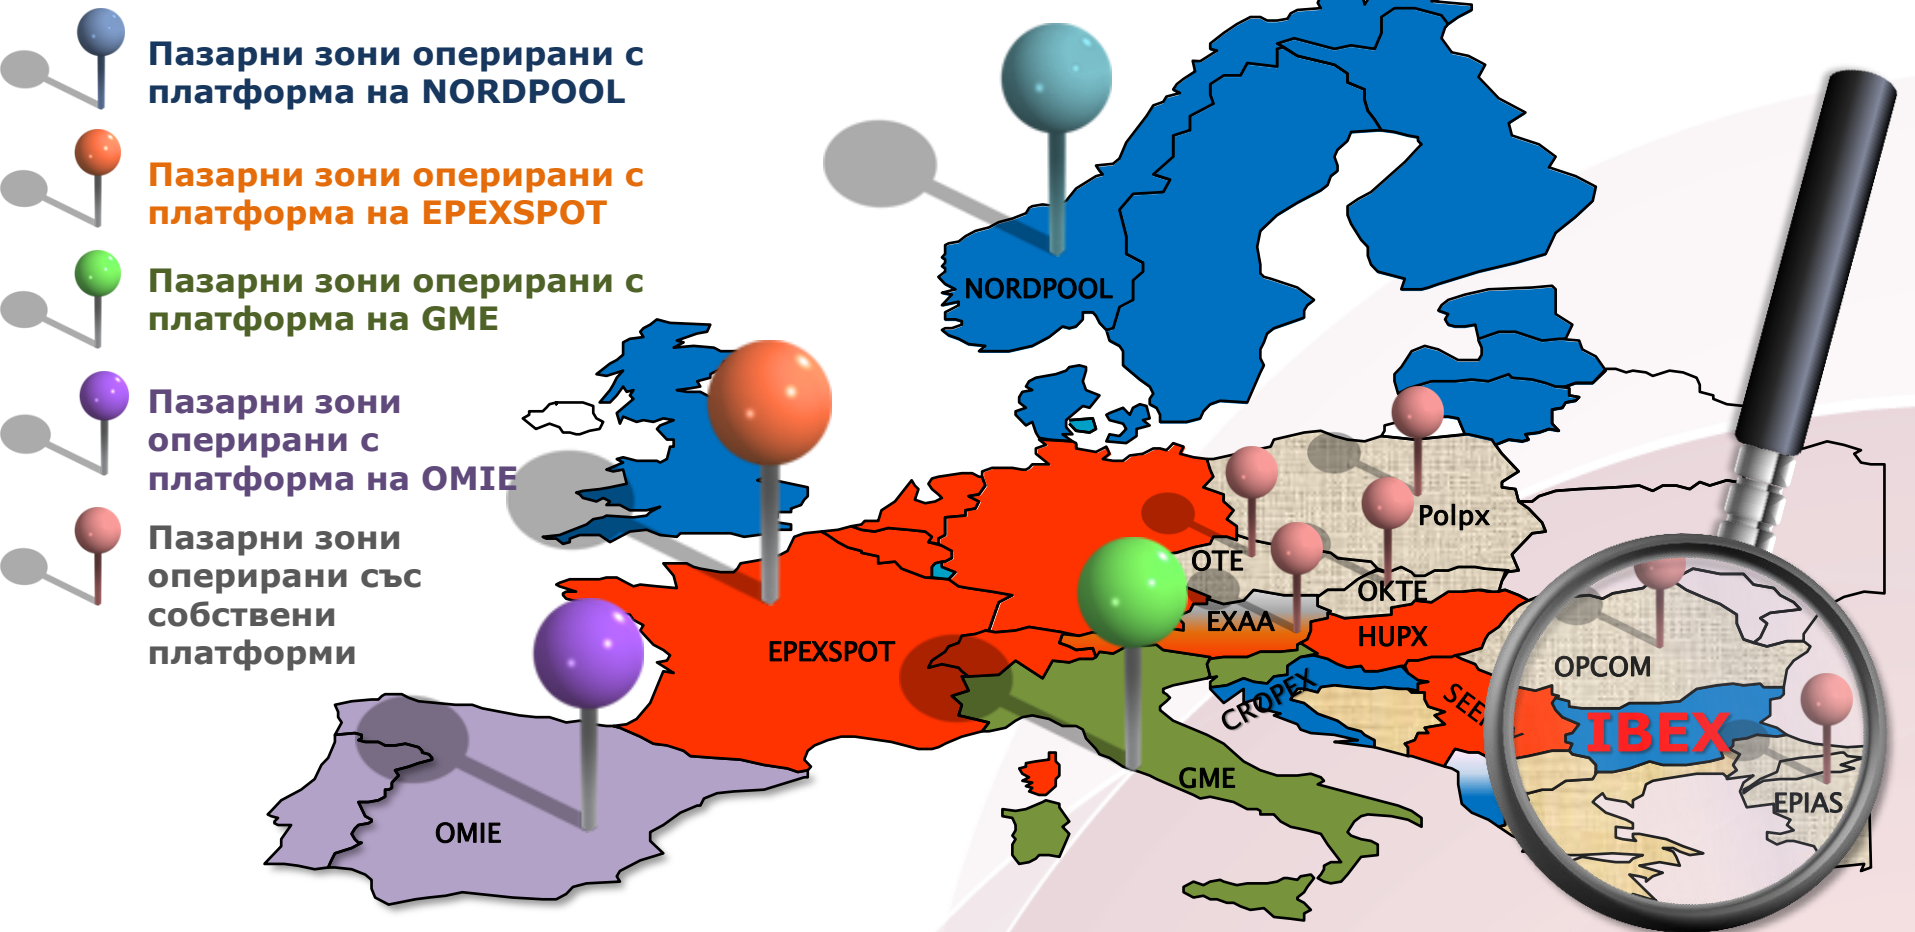 Пазарни зони оперирани с
платформа на NORDPOOL
Пазарни зони оперирани с
платформа на EPEXSPOT
Пазарни зони оперирани с
платформа на GME
Пазарни зони
оперирани с
платформа на OMIE
Пазарни зони
оперирани със
собствени
платформи
NORDPOOL
Polpx
OTE
OKTE
EXAA
HUPX
EPEXSPOT
OPCOM
CROPEX
IBEX
GME
EPIAS
OMIE